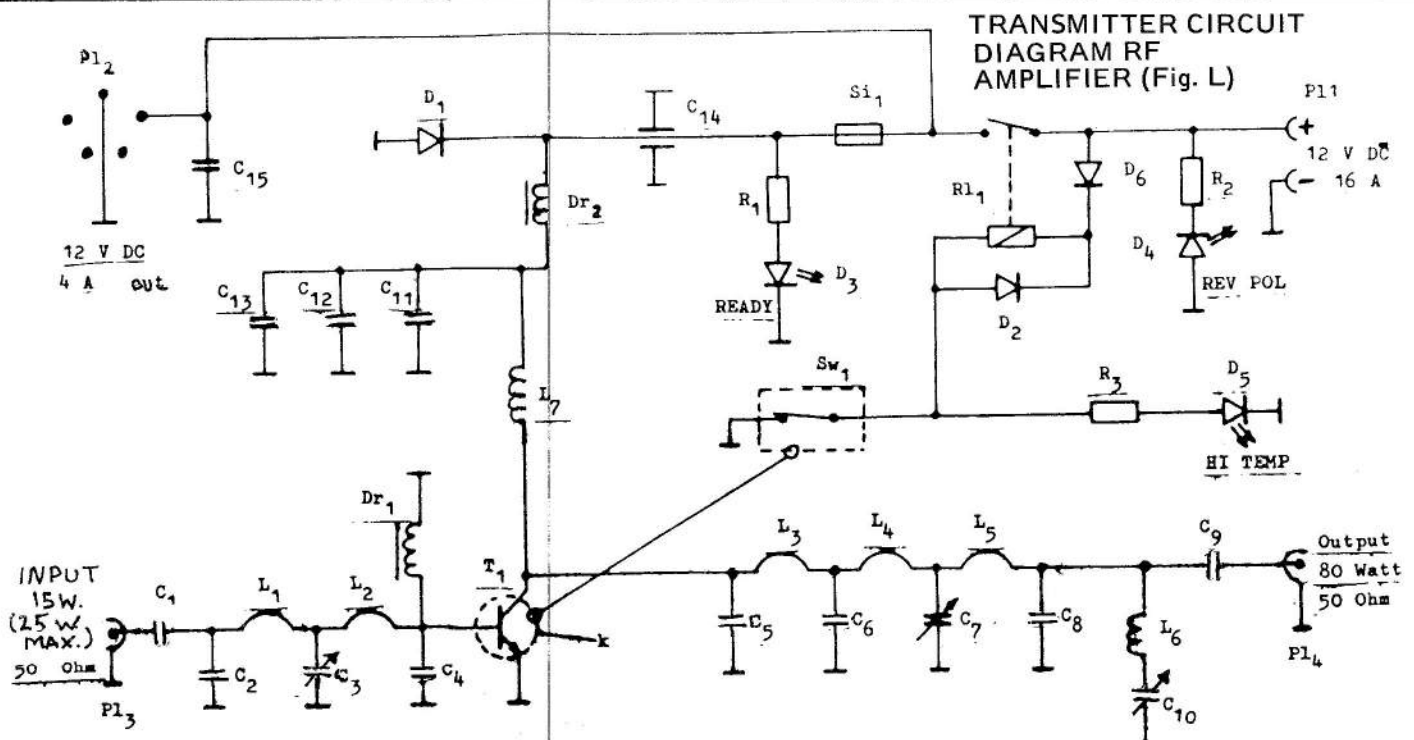 TRANSMITTER CIRCUIT
DIAGRAM RF
AMPLIFIER (Fig. L)
Pl2
C15
12 V DC
4 A out
D1
C14
Si1
Pl1
+
12 V DC
- 16 A
Dr2
R1
Rl1
D6
R2
D4
REV POL
D3
READY
D2
C13
C12
C11
L7
Sw1
R3
D5
HI TEMP
Dr1
T1
k
INPUT
15W.
(25 W.
MAX.)
50 Ohm
Pl3
C1
L1
L2
C2
C3
C4
L3
L4
L5
C9
C5
C6
C7
C8
L6
C10
Output
80 Watt
50 Ohm
Pl4